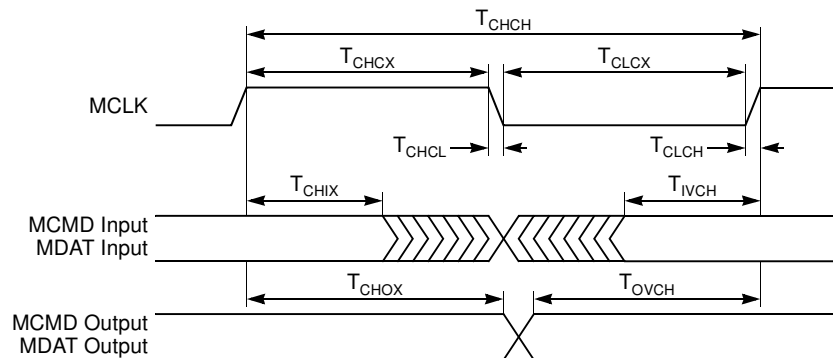 TCHCH
TCHCX TCLCX
MCLK
TCHCL TCLCH
TCHIX TIVCH
MCMD Input
MDAT Input
TCHOX TOVCH
MCMD Output
MDAT Output